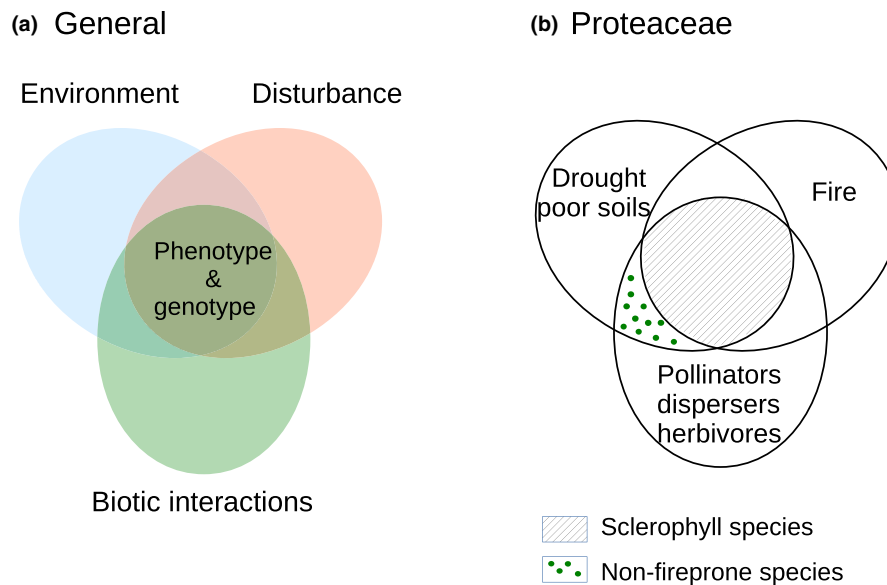 (a) General
Environment
Disturbance
Phenotype
&
genotype
Biotic interactions
(b) Proteaceae
Drought
poor soils
Fire
Pollinators
dispersers
herbivores
Sclerophyll species
Non-fireprone species